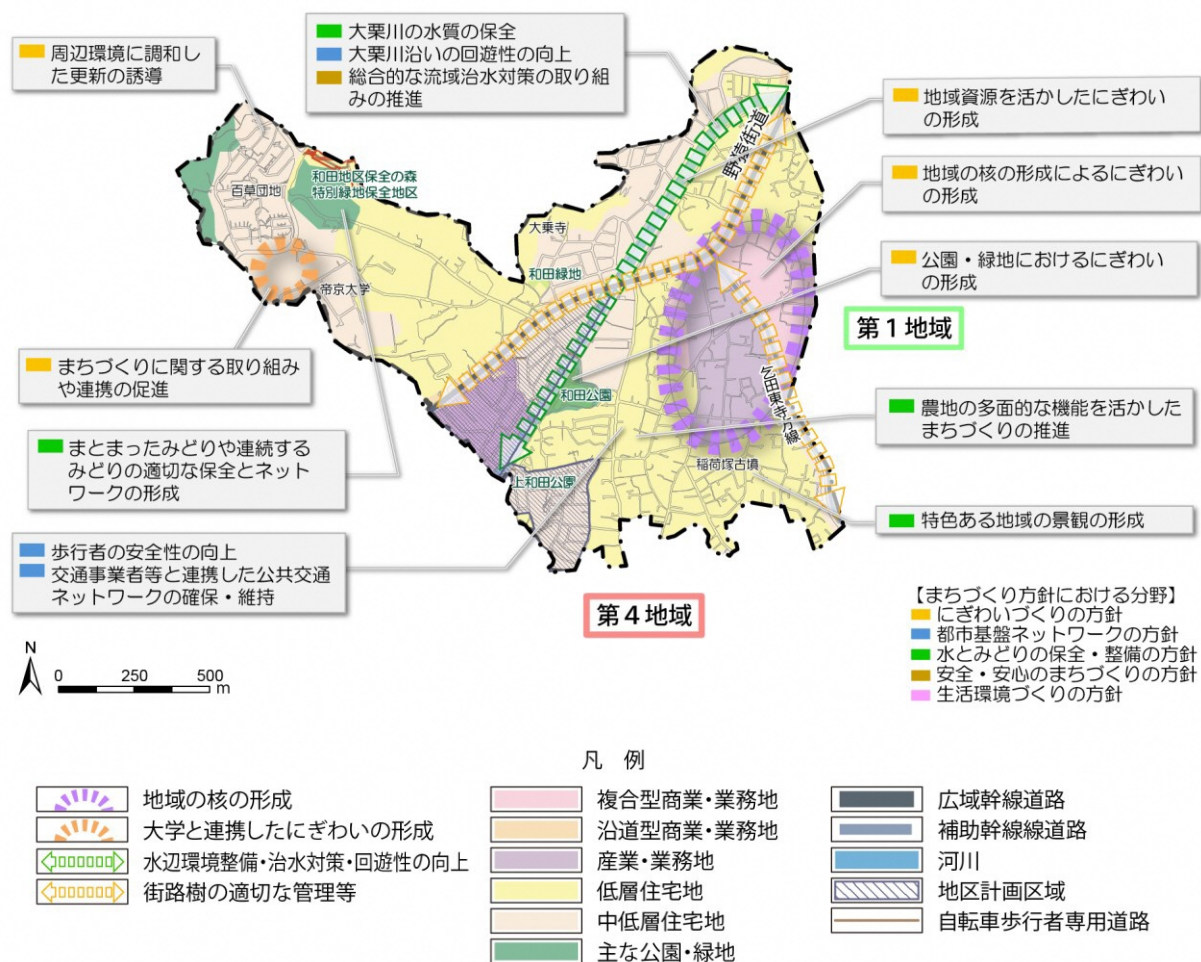 周辺環境に調和し
た更新の誘導
大栗川の水質の保全
大栗川沿いの回遊性の向上
総合的な流域治水対策の取り組
みの推進
地域資源を活かしたにぎわい
の形成
地域の核の形成によるにぎわい
の形成
公園・緑地におけるにぎわい
の形成
第1地域
野猿街道
百草団地
和田地区保全の森
特別緑地保全地区
大乗寺
和田緑地
帝京大学
まちづくりに関する取り組み
や連携の促進
和田公園
乞田東寺方線
農地の多面的な機能を活かした
まちづくりの推進
まとまったみどりや連続する
みどりの適切な保全とネット
ワークの形成
稲荷塚古墳
上和田公園
特色ある地域の景観の形成
歩行者の安全性の向上
交通事業者等と連携した公共交通
ネットワークの確保・維持
第4地域
【まちづくり方針における分野】
にぎわいづくりの方針
都市基盤ネットワークの方針
水とみどりの保全・整備の方針
安全・安心のまちづくりの方針
生活環境づくりの方針
N
0 250 500
m
凡 例
地域の核の形成
大学と連携したにぎわいの形成
水辺環境整備・治水対策・回遊性の向上
街路樹の適切な管理等
複合型商業・業務地
沿道型商業・業務地
産業・業務地
低層住宅地
中低層住宅地
主な公園・緑地
広域幹線道路
補助幹線線道路
河川
地区計画区域
自転車歩行者専用道路